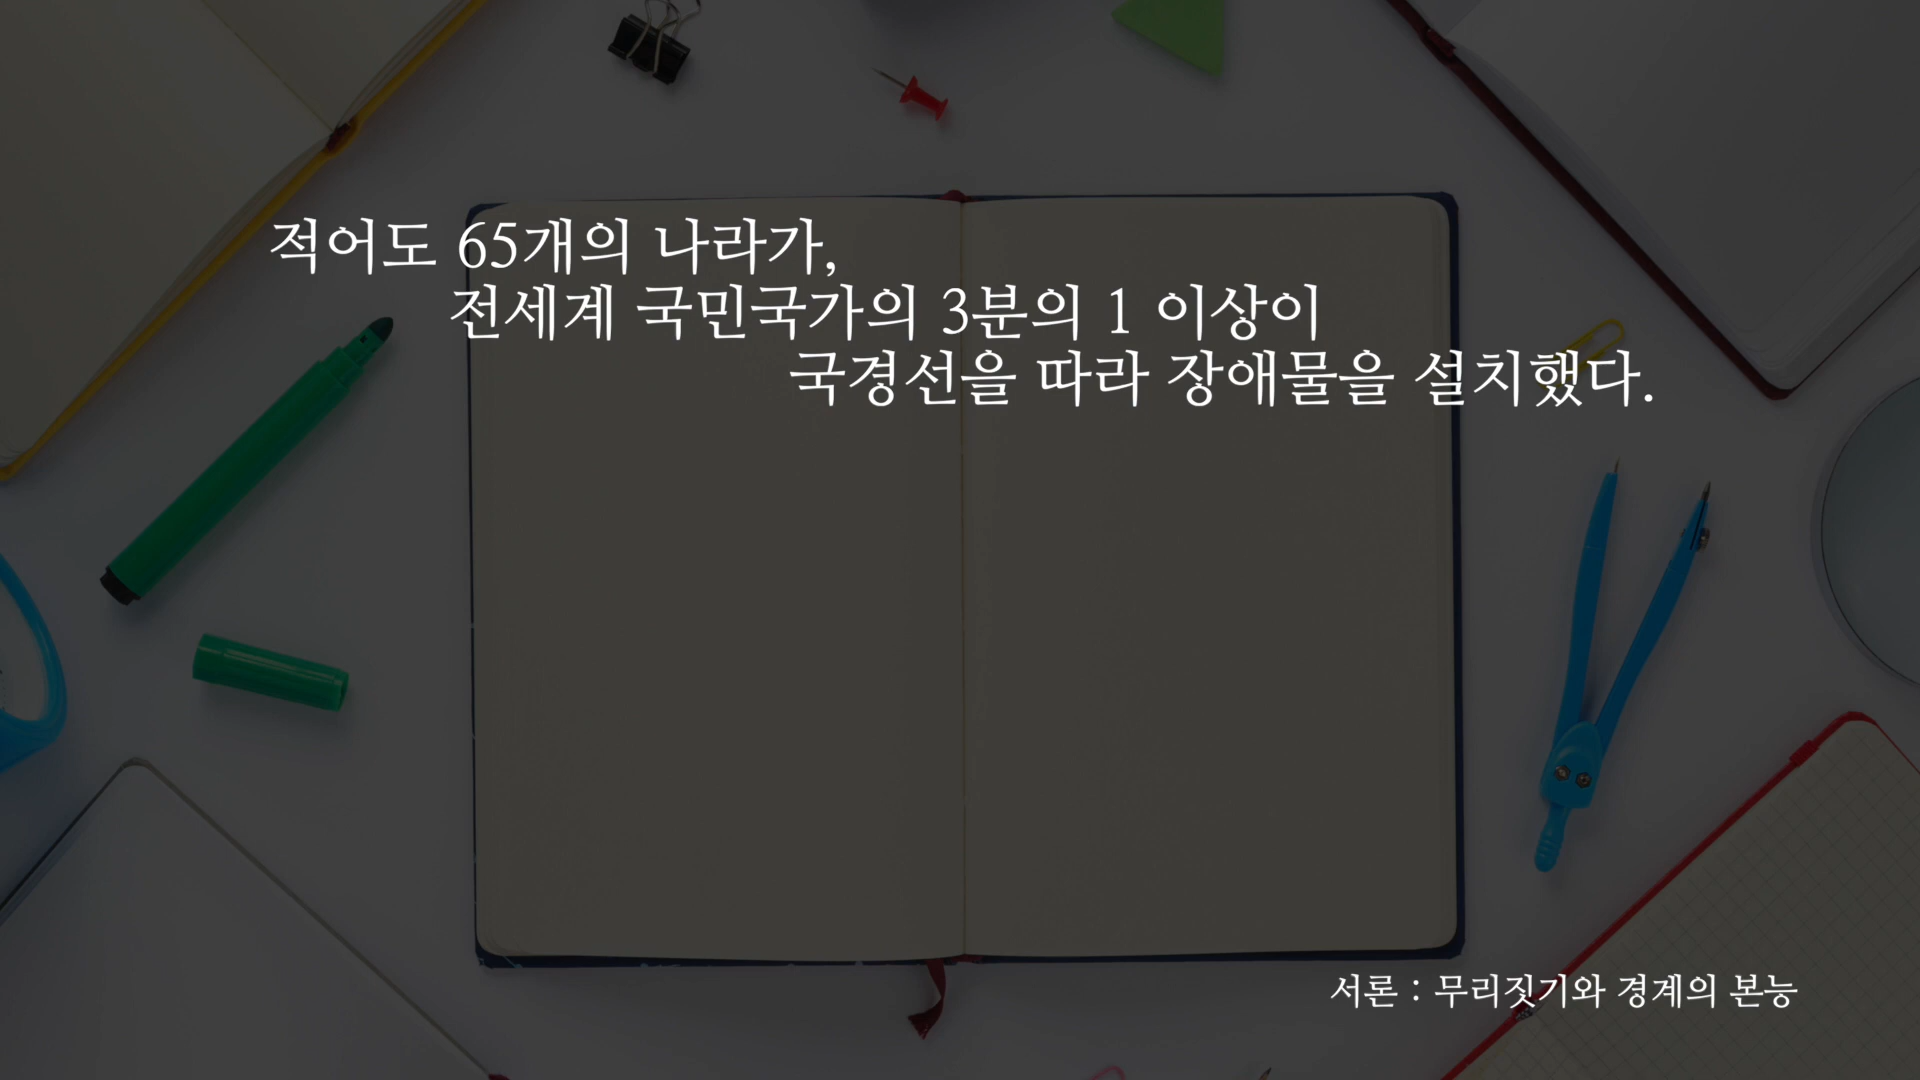 적어도 65개의 나라가,
전세계 국민국가의 3분의 1 이상이
국경선을 따라 장애물을 설치했다.
서론 : 무리짓기와 경계의 본능